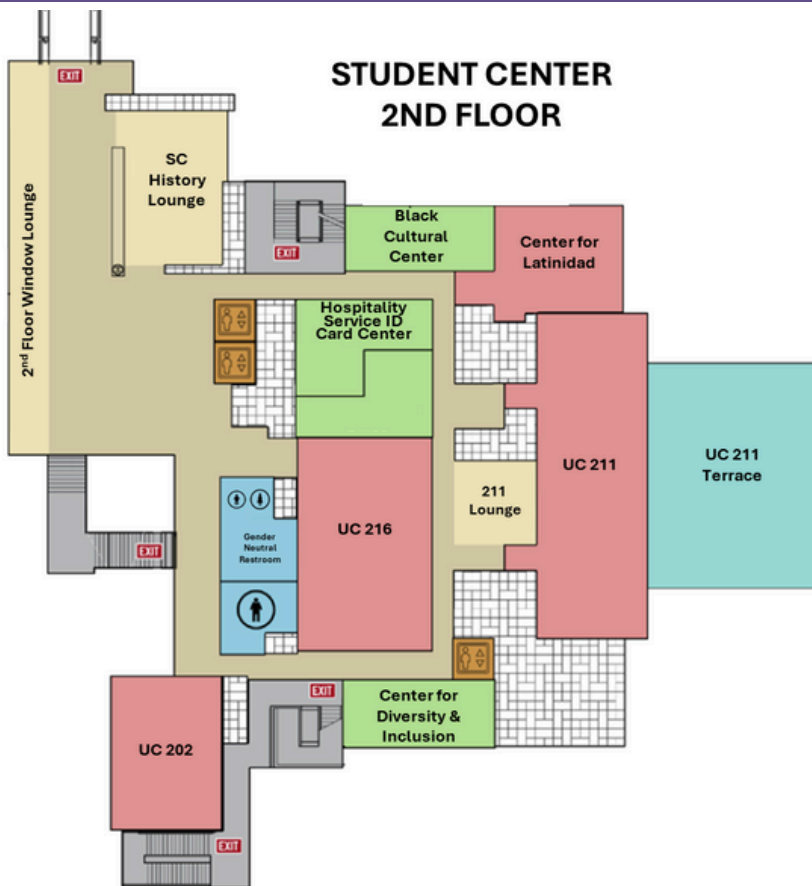 STUDENT CENTER
2ND FLOOR
EXIT
SC
History
Lounge
2nd Floor Window Lounge
EXIT
Black
Cultural
Center
Center for
Latinidad
Hospitality
Service ID
Card Center
UC 211
UC 211
Terrace
211
Lounge
UC 216
Gender
Neutral
Restroom
EXIT
EXIT
Center for
Diversity &
Inclusion
UC 202
EXIT